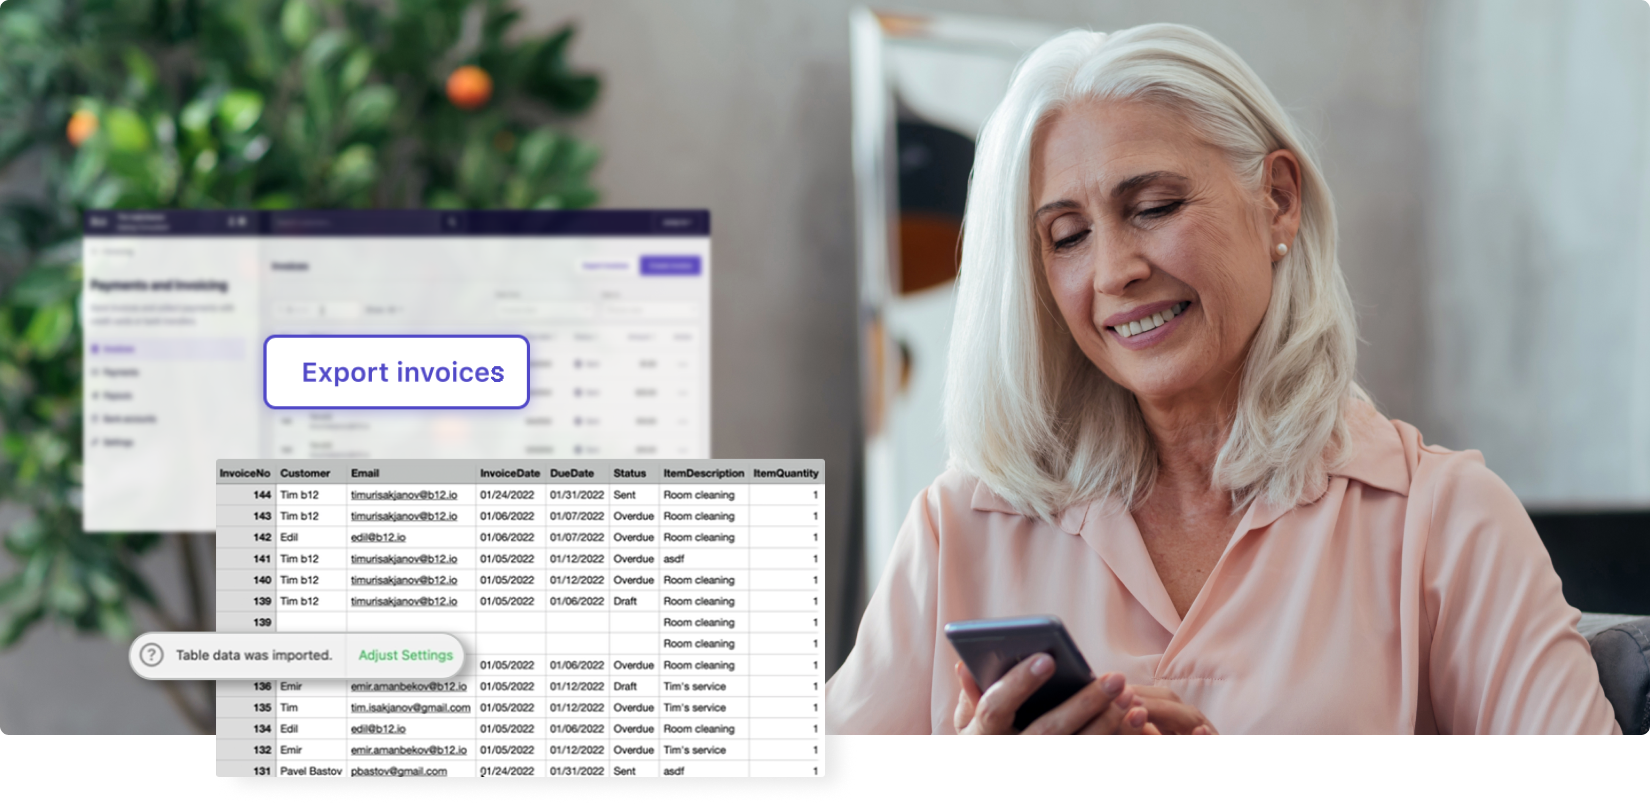 Payments and Invoicing
Invoices
Export invoices
InvoiceNo Customer Email InvoiceDate DueDate Status ItemDescription ItemQuantity
144 Tim b12 timurisakjanov@b12.io 01/24/2022 01/31/2022 Sent Room cleaning 1
143 Tim b12 timurisakjanov@b12.io 01/06/2022 01/07/2022 Overdue Room cleaning 1
142 Edil edil@b12.io 01/06/2022 01/07/2022 Overdue Room cleaning 1
141 Tim b12 timurisakjanov@b12.io 01/05/2022 01/12/2022 Overdue asdf 1
140 Tim b12 timurisakjanov@b12.io 01/05/2022 01/12/2022 Overdue Room cleaning 1
139 Tim b12 timurisakjanov@b12.io 01/05/2022 01/06/2022 Draft Room cleaning 1
139 Room cleaning 1
Room cleaning 1
Table data was imported. Adjust Settings
01/05/2022 01/06/2022 Overdue Room cleaning 1
136 Emir emir.amanbekov@b12.io 01/05/2022 01/12/2022 Draft Tim's service 1
135 Tim tim.isakjanov@gmail.com 01/05/2022 01/12/2022 Overdue Tim's service 1
134 Edil edil@b12.io 01/05/2022 01/06/2022 Overdue Room cleaning 1
132 Emir emir.amanbekov@b12.io 01/05/2022 01/12/2022 Overdue Tim's service 1
131 Pavel Bastov pbastov@gmail.com 01/24/2022 01/31/2022 Sent asdf 1